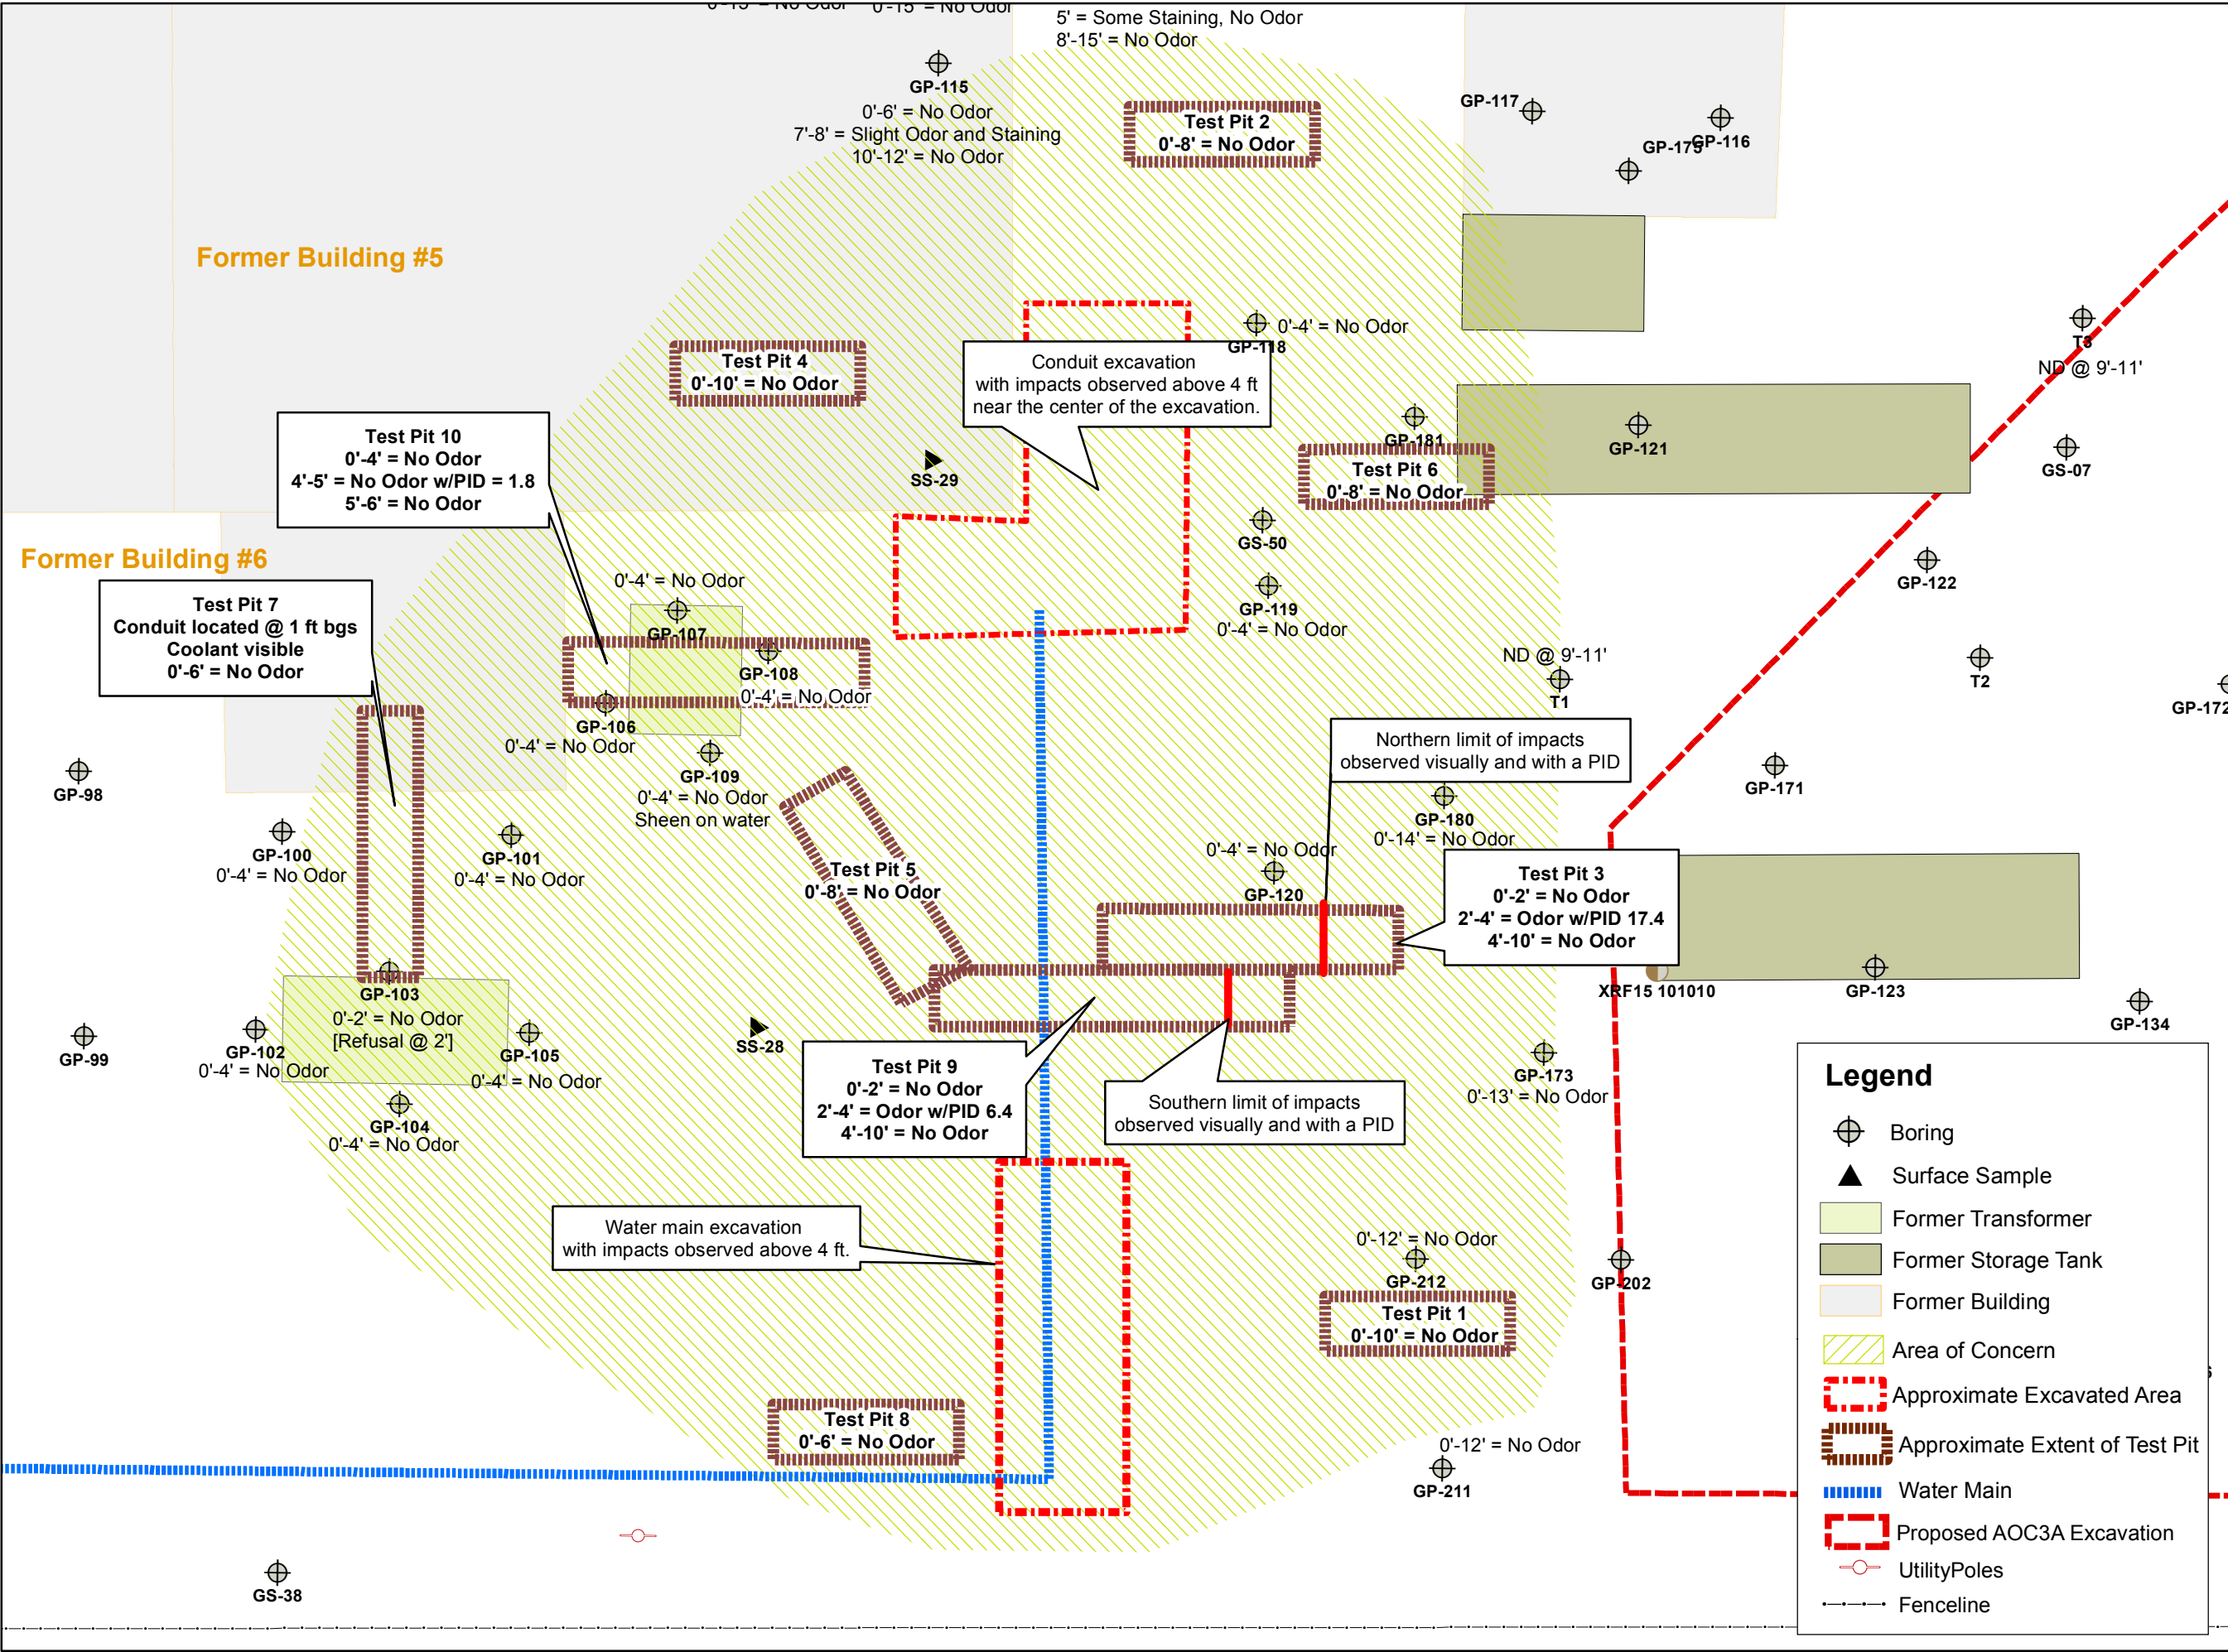 0'-15' = No Odor
0'-15' = No Odor
5' = Some Staining, No Odor
8'-15' = No Odor
GP-115
0'-6' = No Odor
7'-8' = Slight Odor and Staining
10'-12' = No Odor
Test Pit 2
0'-8' = No Odor
GP-117
GP-175
GP-116
Former Building #5
GP-118
0'-4' = No Odor
T3
ND @ 9'-11'
Test Pit 4
0'-10' = No Odor
Conduit excavation
with impacts observed above 4 ft
near the center of the excavation.
GP-181
GP-121
GS-07
Test Pit 10
0'-4' = No Odor
4'-5' = No Odor w/PID = 1.8
5'-6' = No Odor
SS-29
Test Pit 6
0'-8' = No Odor
GS-50
Former Building #6
GP-122
Test Pit 7
Conduit located @ 1 ft bgs
Coolant visible
0'-6' = No Odor
0'-4' = No Odor
GP-107
GP-108
0'-4' = No Odor
GP-119
0'-4' = No Odor
ND @ 9'-11'
T1
T2
GP-172
GP-106
0'-4' = No Odor
GP-109
0'-4' = No Odor
Sheen on water
Northern limit of impacts
observed visually and with a PID
GP-171
GP-98
GP-180
0'-14' = No Odor
GP-100
0'-4' = No Odor
GP-101
0'-4' = No Odor
Test Pit 5
0'-8' = No Odor
0'-4' = No Odor
GP-120
Test Pit 3
0'-2' = No Odor
2'-4' = Odor w/PID 17.4
4'-10' = No Odor
GP-103
0'-2' = No Odor
[Refusal @ 2']
XRF15 101010
GP-123
GP-134
GP-99
GP-102
0'-4' = No Odor
GP-105
0'-4' = No Odor
SS-28
GP-104
0'-4' = No Odor
Test Pit 9
0'-2' = No Odor
2'-4' = Odor w/PID 6.4
4'-10' = No Odor
Southern limit of impacts
observed visually and with a PID
GP-173
0'-13' = No Odor
Water main excavation
with impacts observed above 4 ft.
0'-12' = No Odor
GP-212
GP-202
Test Pit 1
0'-10' = No Odor
Test Pit 8
0'-6' = No Odor
0'-12' = No Odor
GP-211
GS-38
Legend
Boring
Surface Sample
Former Transformer
Former Storage Tank
Former Building
Area of Concern
Approximate Excavated Area
Approximate Extent of Test Pit
Water Main
Proposed AOC3A Excavation
UtilityPoles
Fenceline